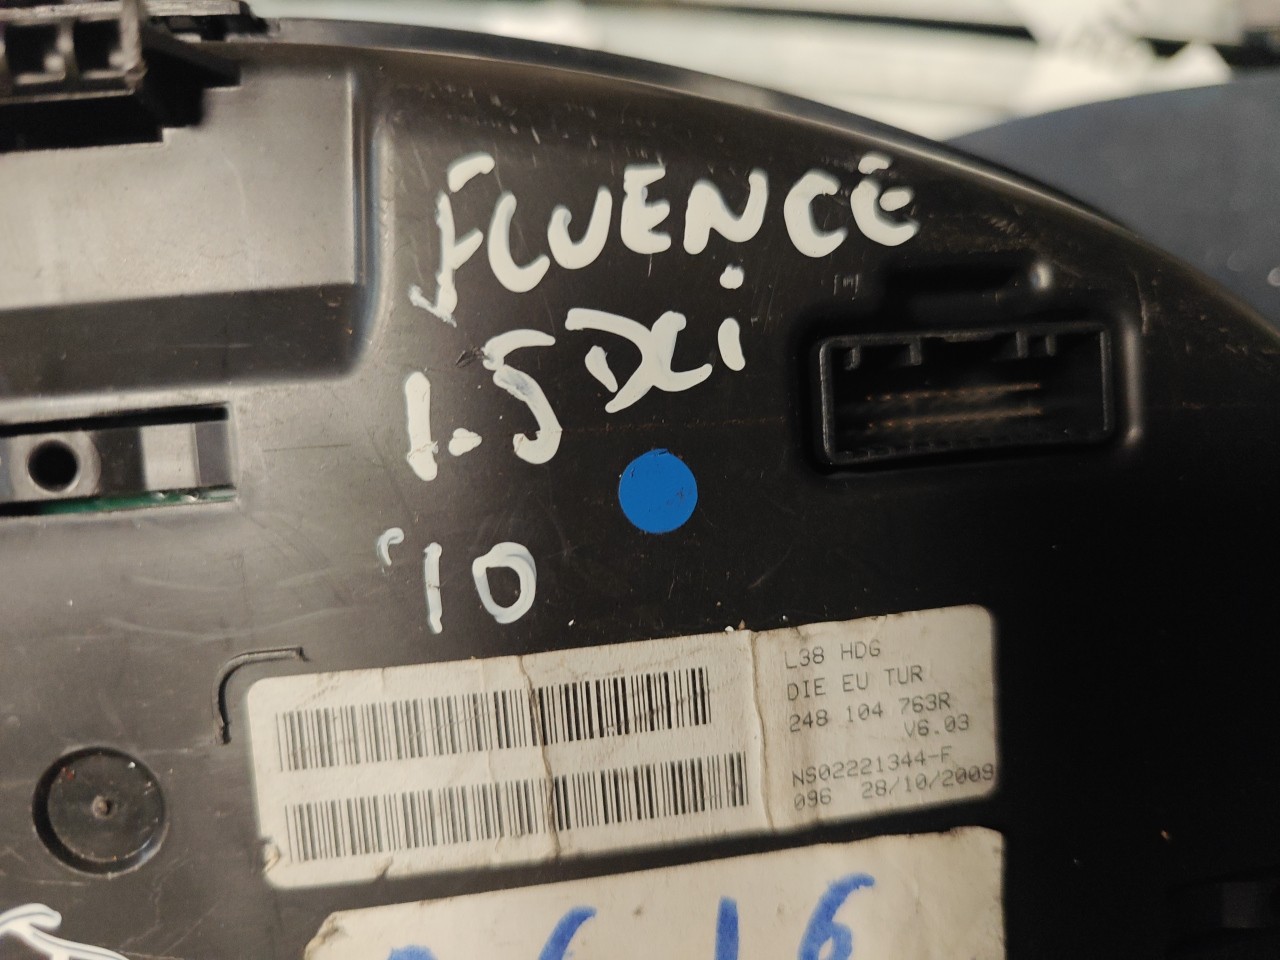 FLUENCE
1.5 DCi
'10
L38 HDG
DIE EU TUR
248 104 763R
V6.03
NS02221344-F
096 28/10/2009